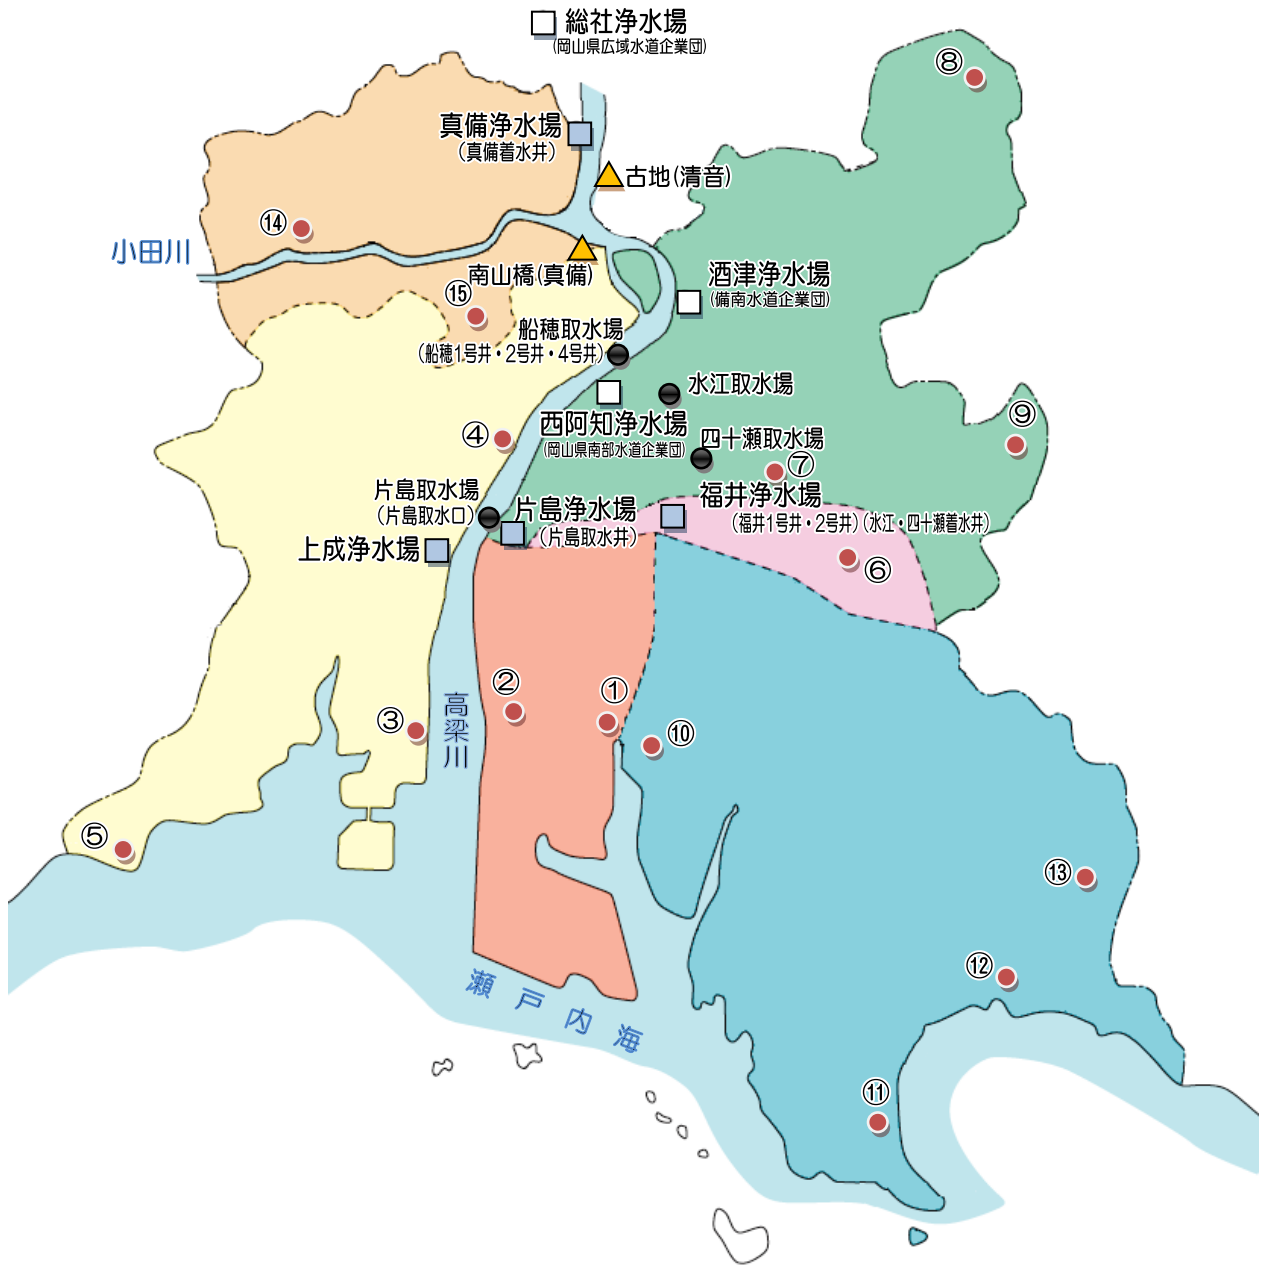 総社浄水場
(岡山県広域水道企業団)
⑧
真備浄水場
(真備着水井)
古地(清音)
⑭
小田川
南山橋(真備)
酒津浄水場
(備南水道企業団)
⑮
船穂取水場
(船穂1号井・2号井・4号井)
水江取水場
⑨
④
西阿知浄水場
(岡山県南部水道企業団)
四十瀬取水場
⑦
片島取水場
(片島取水口)
片島浄水場
(片島取水井)
福井浄水場
(福井1号井・2号井)(水江・四十瀬着水井)
上成浄水場
⑥
②
①
③
高梁川
⑩
⑤
⑬
⑫
瀬戸内海
⑪